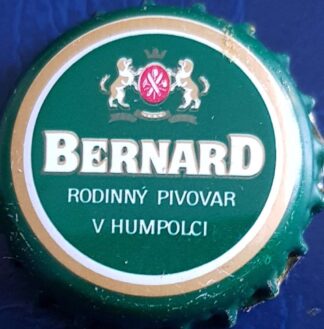 BERNARD
RODINNÝ PIVOVAR
V HUMPOLCI